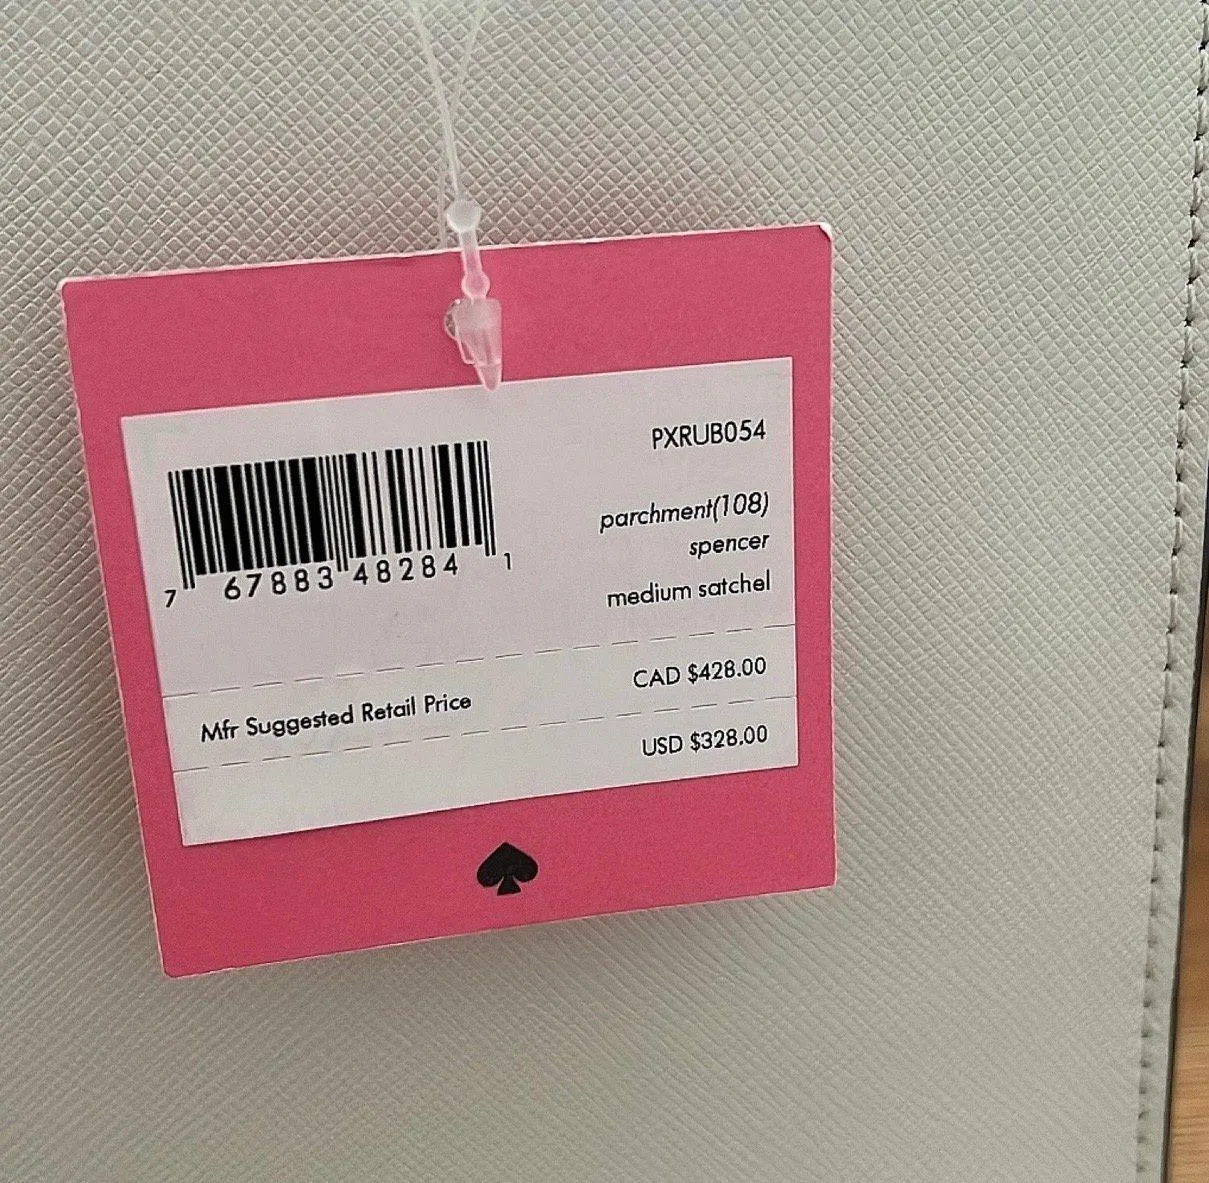 PXRUB054
parchment(108)
spencer
medium satchel
7 67883 48284 1
CAD $428.00
Mfr Suggested Retail Price
USD $328.00